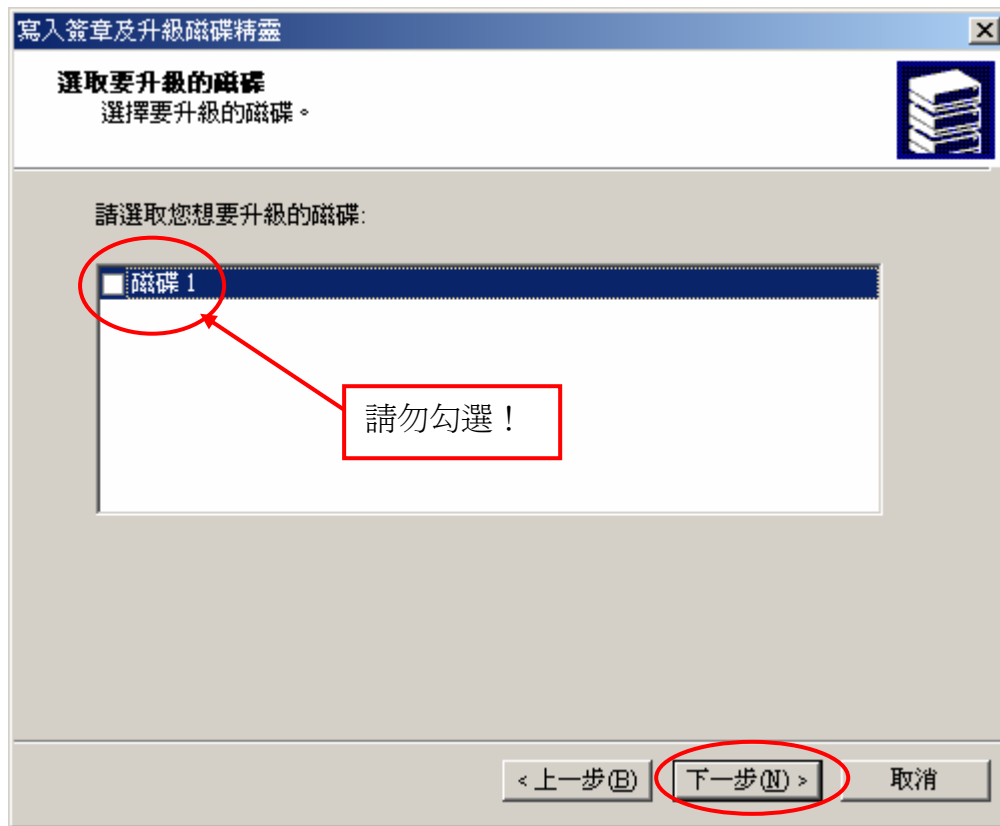 寫入簽章及升級磁碟精靈
選取要升級的磁碟
選擇要升級的磁碟。
請選取您想要升級的磁碟:
磁碟 1
請勿勾選！
<上一步(B)
下一步(N)>
取消